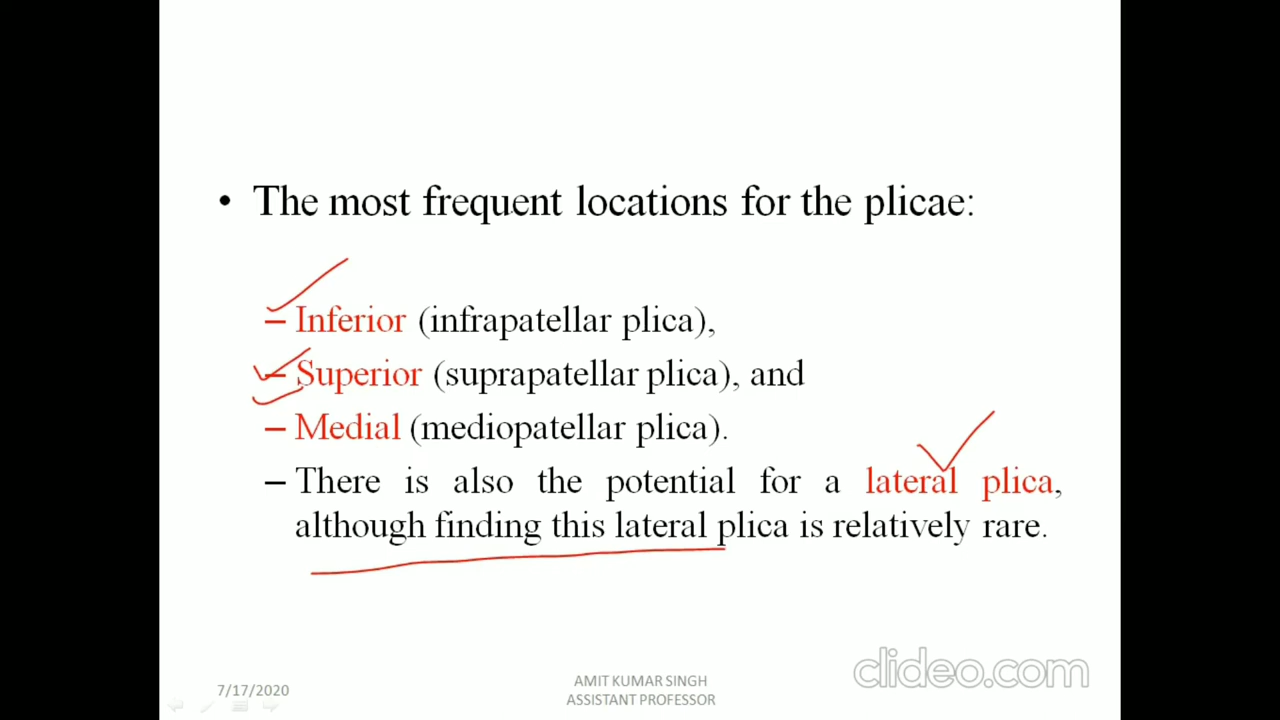 • The most frequent locations for the plicae:
– Inferior (infrapatellar plica),
– Superior (suprapatellar plica), and
– Medial (mediopatellar plica).
– There is also the potential for a lateral plica,
although finding this lateral plica is relatively rare.
7/17/2020
AMIT KUMAR SINGH
ASSISTANT PROFESSOR
clideo.com